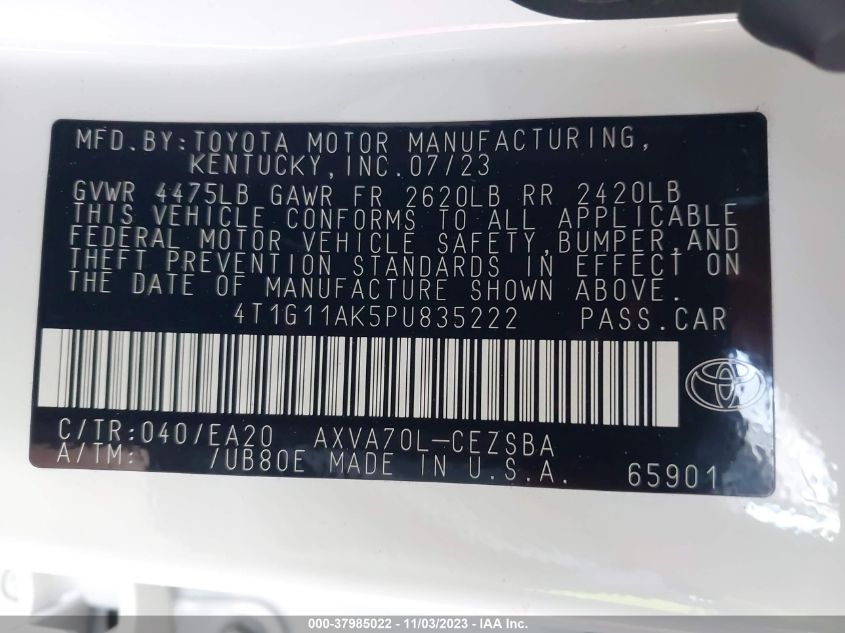 MFD.BY:TOYOTA MOTOR MANUFACTURING,
KENTUCKY,INC.07/23
GVWR 4475LB GAWR FR 2620LB RR 2420LB
THIS VEHICLE CONFORMS TO ALL APPLICABLE
FEDERAL MOTOR VEHICLE SAFETY,BUMPER,AND
THEFT PREVENTION STANDARDS IN EFFECT ON
THE DATE OF MANUFACTURE SHOWN ABOVE.
4T1G11AK5PU835222 PASS.CAR
C/TR:040/EA20 AXVA70L-CEZSBA
A/TM: /UB80E MADE IN U.S.A. 65901
000-37985022 - 11/03/2023 - IAA Inc.